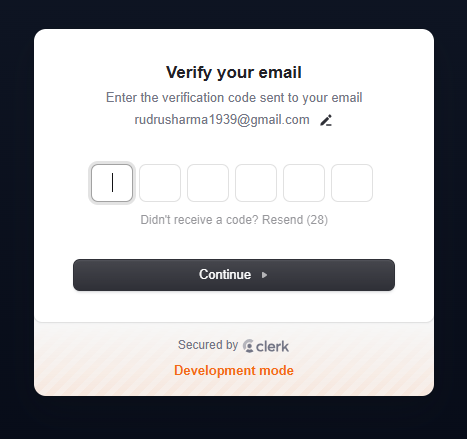 Verify your email
Enter the verification code sent to your email
rudrusharma1939@gmail.com
Didn't receive a code? Resend (28)
Continue
Secured by clerk
Development mode